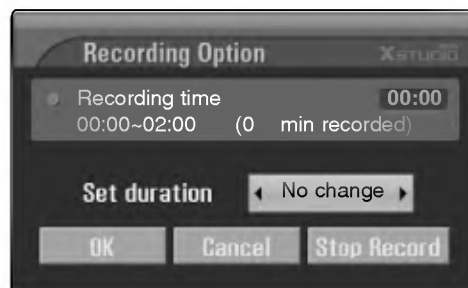 Recording Option XSTUDIO
Recording time 00:00
00:00~02:00 (0 min recorded)
Set duration ◄ No change ►
OK Cancel Stop Record